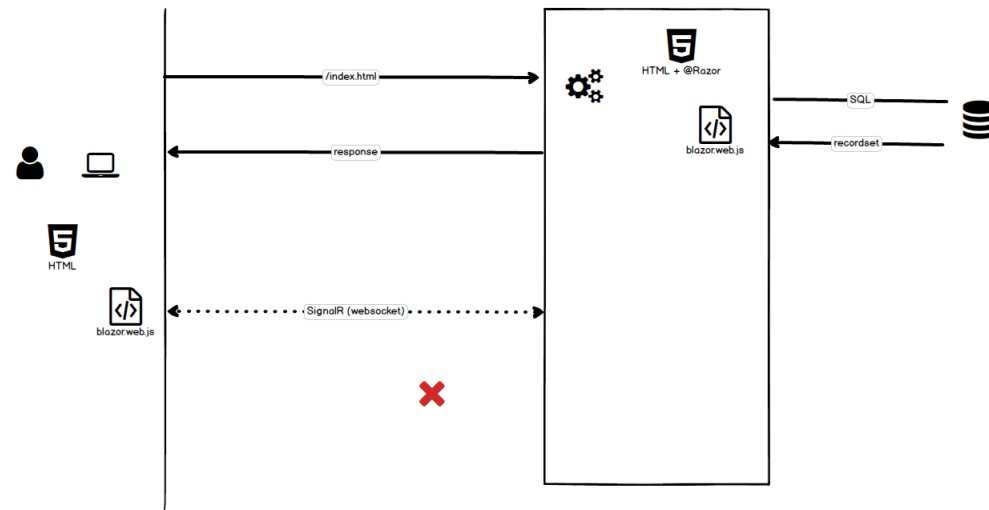 HTML + @Razor
/index.html
SQL
blazor.web.js
recordset
response
HTML
SignalR (websocket)
blazor.web.js